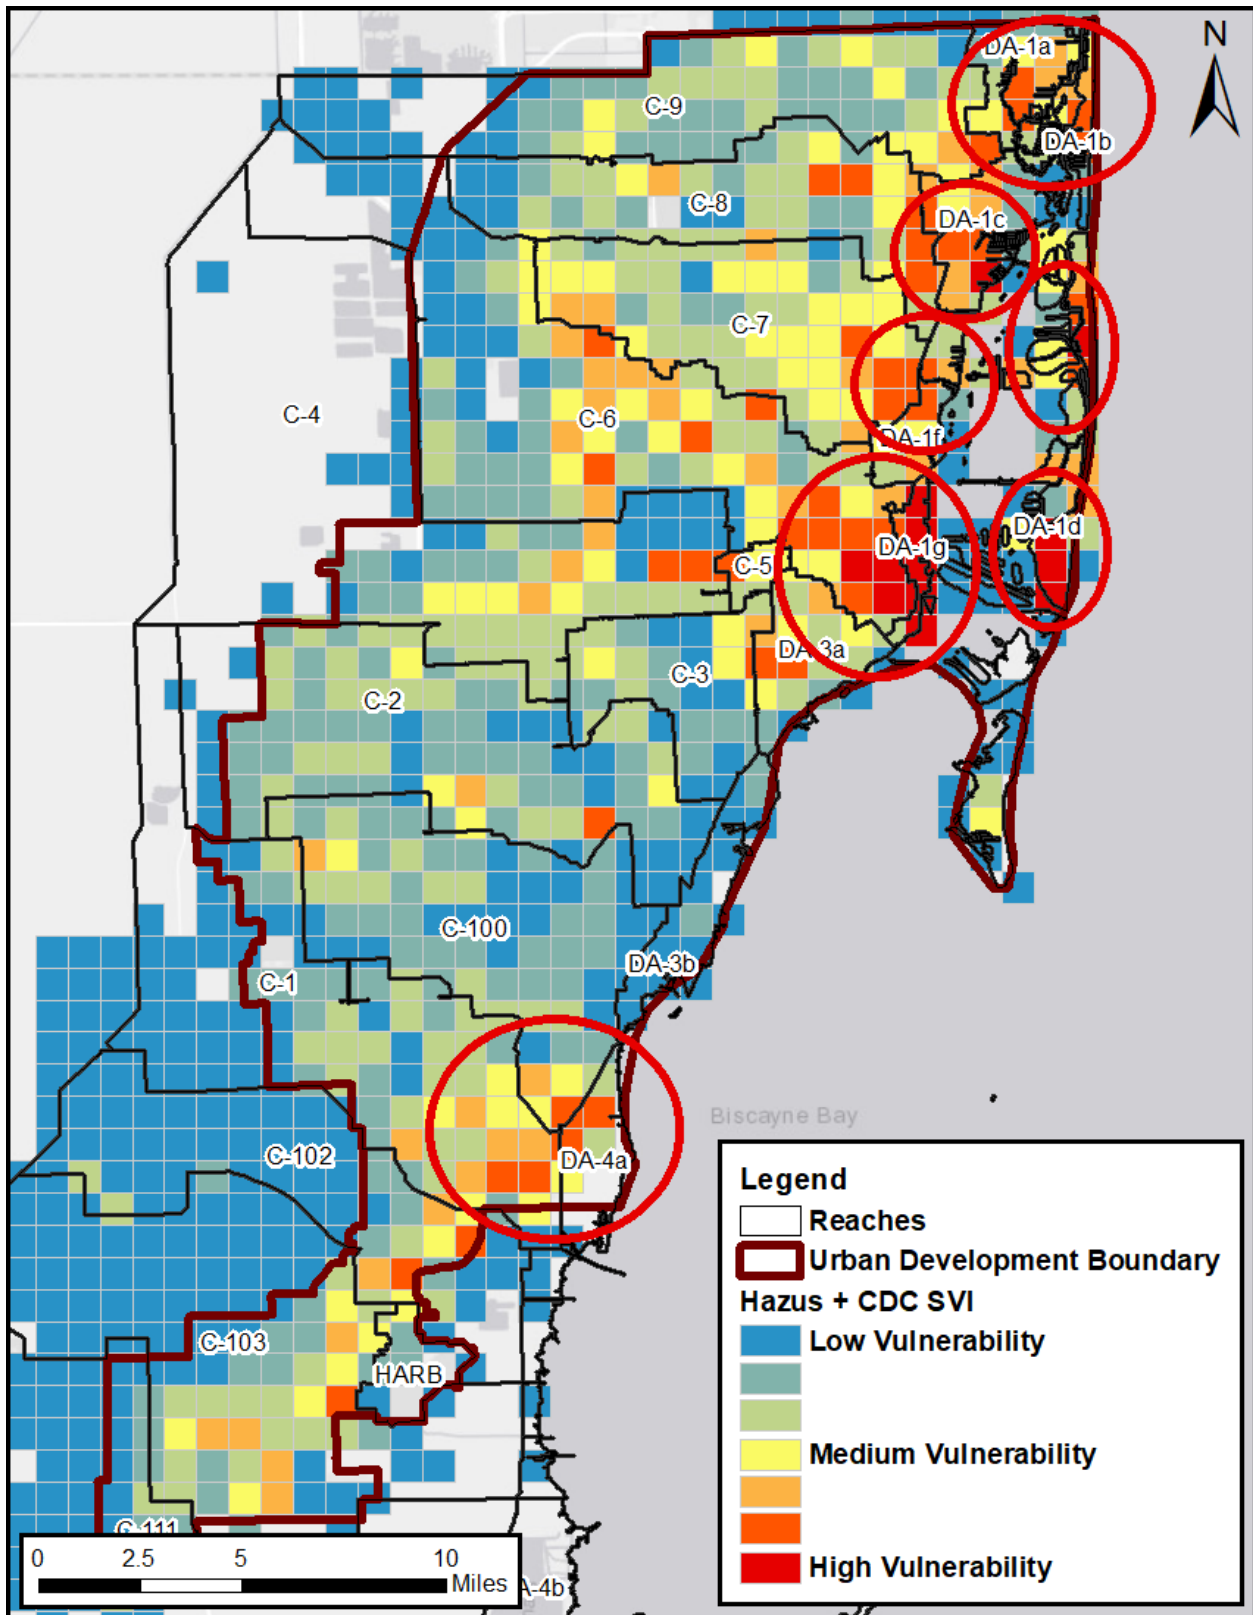 N
DA-1a
C-9
DA-1b
C-8
DA-1c
C-7
C-4
C-6
DA-1f
DA-1d
DA-1g
C-5
DA-3a
C-3
C-2
C-100
DA-3b
C-1
Biscayne Bay
C-102
DA-4a
Legend
Reaches
Urban Development Boundary
Hazus + CDC SVI
Low Vulnerability
Medium Vulnerability
High Vulnerability
C-103
HARB
C-111
0 2.5 5 10
Miles
A-4b